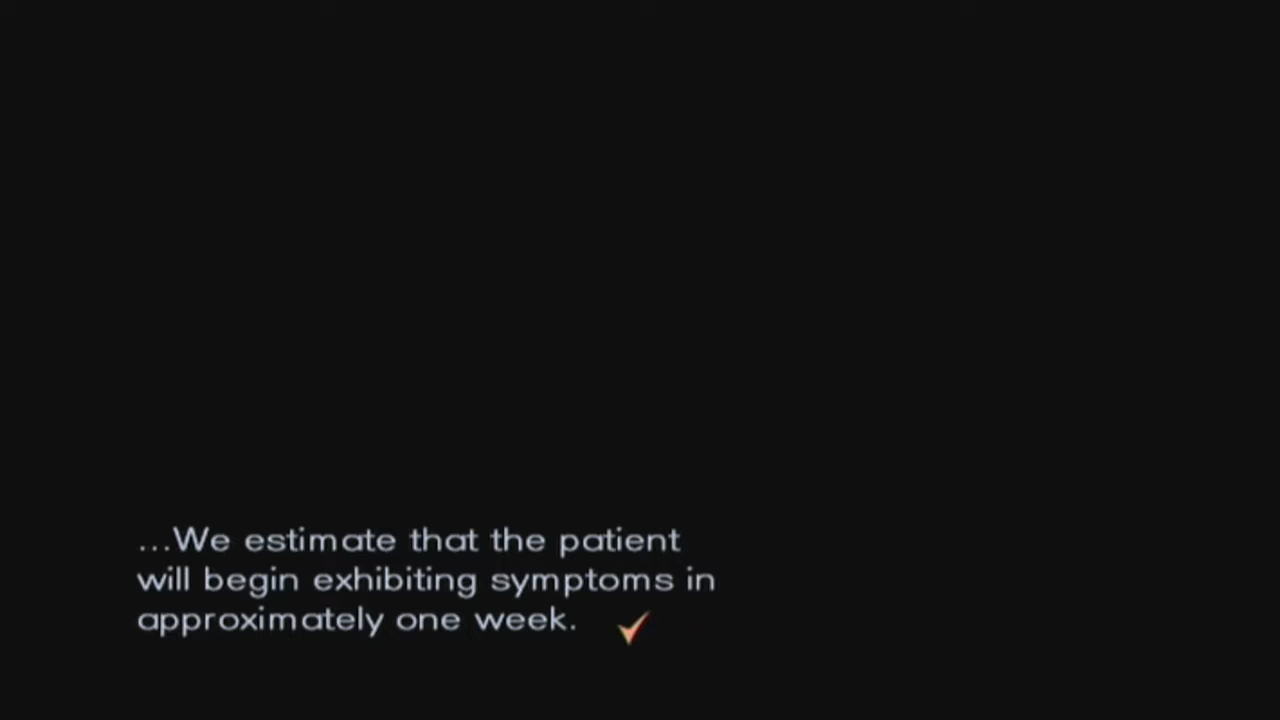 ...We estimate that the patient
will begin exhibiting symptoms in
approximately one week.